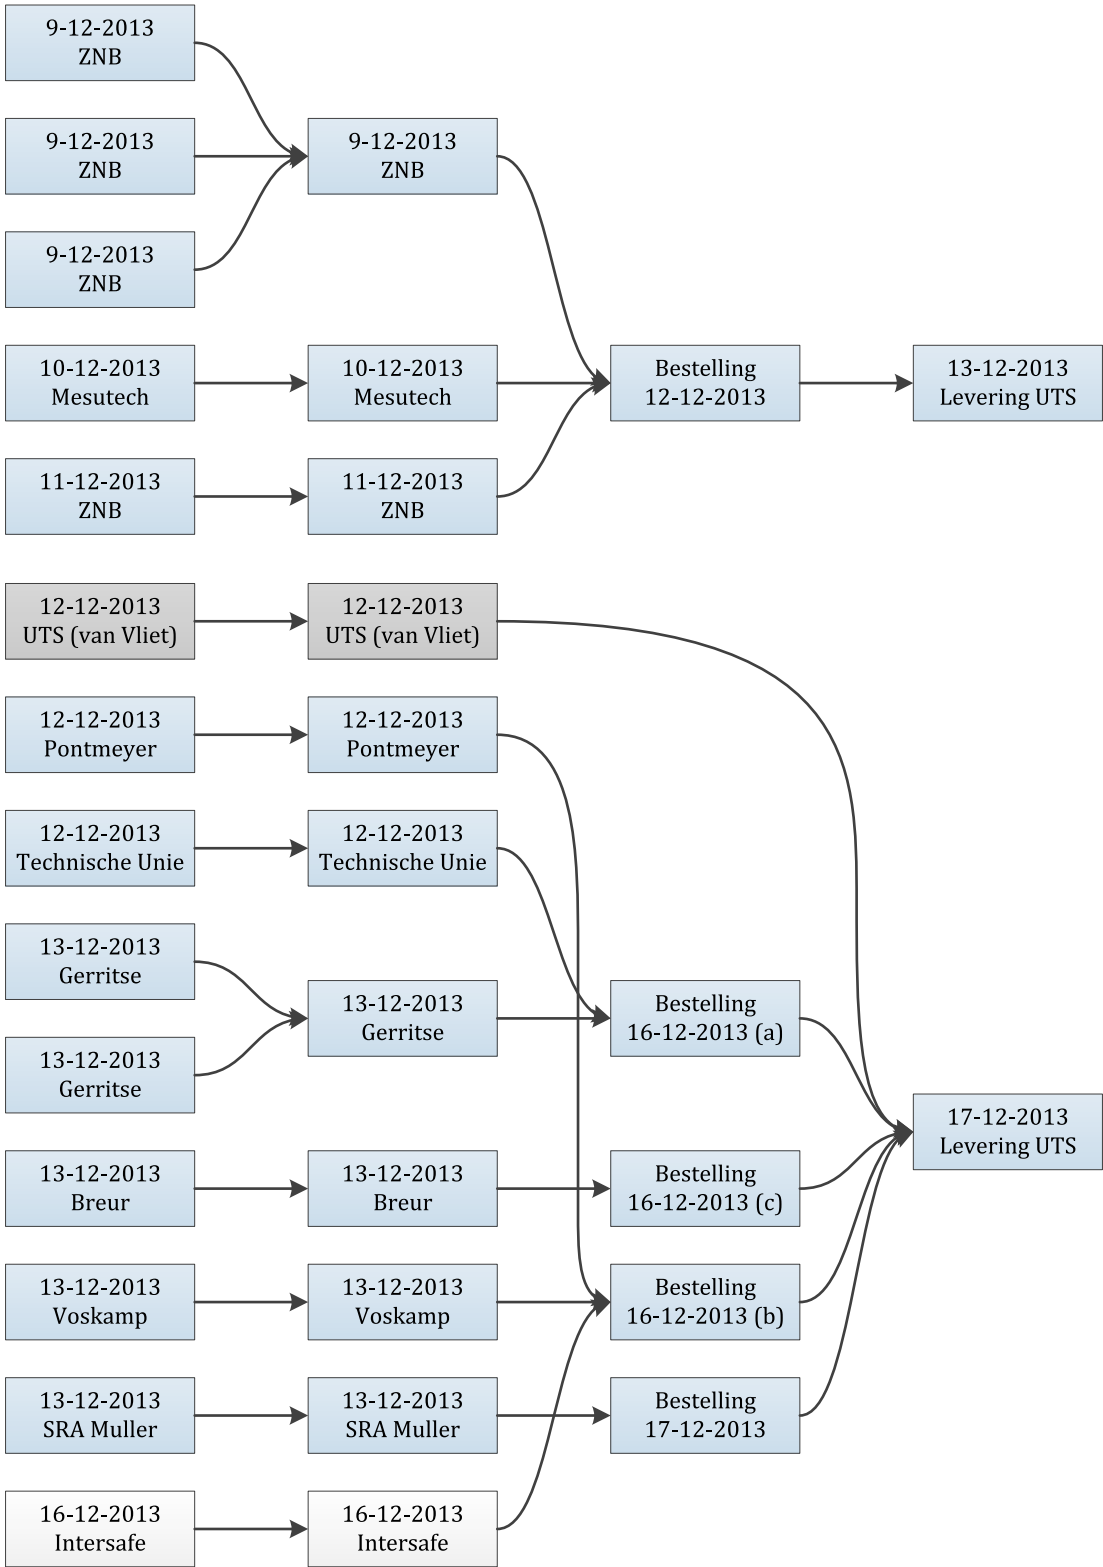 9-12-2013
ZNB
9-12-2013
ZNB
9-12-2013
ZNB
9-12-2013
ZNB
10-12-2013
Mesutech
10-12-2013
Mesutech
Bestelling
12-12-2013
13-12-2013
Levering UTS
11-12-2013
ZNB
11-12-2013
ZNB
12-12-2013
UTS (van Vliet)
12-12-2013
UTS (van Vliet)
12-12-2013
Pontmeyer
12-12-2013
Pontmeyer
12-12-2013
Technische Unie
12-12-2013
Technische Unie
13-12-2013
Gerritse
13-12-2013
Gerritse
Bestelling
16-12-2013 (a)
13-12-2013
Gerritse
17-12-2013
Levering UTS
13-12-2013
Breur
13-12-2013
Breur
Bestelling
16-12-2013 (c)
13-12-2013
Voskamp
13-12-2013
Voskamp
Bestelling
16-12-2013 (b)
13-12-2013
SRA Muller
13-12-2013
SRA Muller
Bestelling
17-12-2013
16-12-2013
Intersafe
16-12-2013
Intersafe